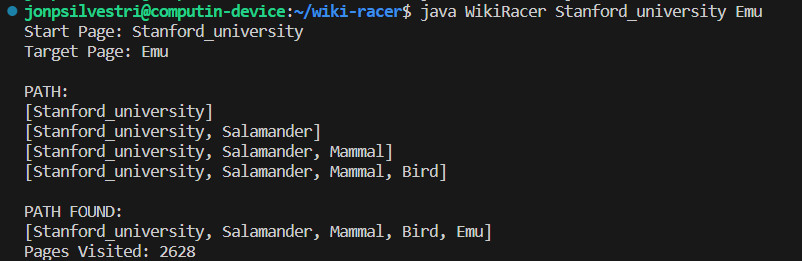 jonpsilvestri@computin-device:~/wiki-racer$ java WikiRacer Stanford_university Emu
Start Page: Stanford_university
Target Page: Emu
PATH:
[Stanford_university]
[Stanford_university, Salamander]
[Stanford_university, Salamander, Mammal]
[Stanford_university, Salamander, Mammal, Bird]
PATH FOUND:
[Stanford_university, Salamander, Mammal, Bird, Emu]
Pages Visited: 2628